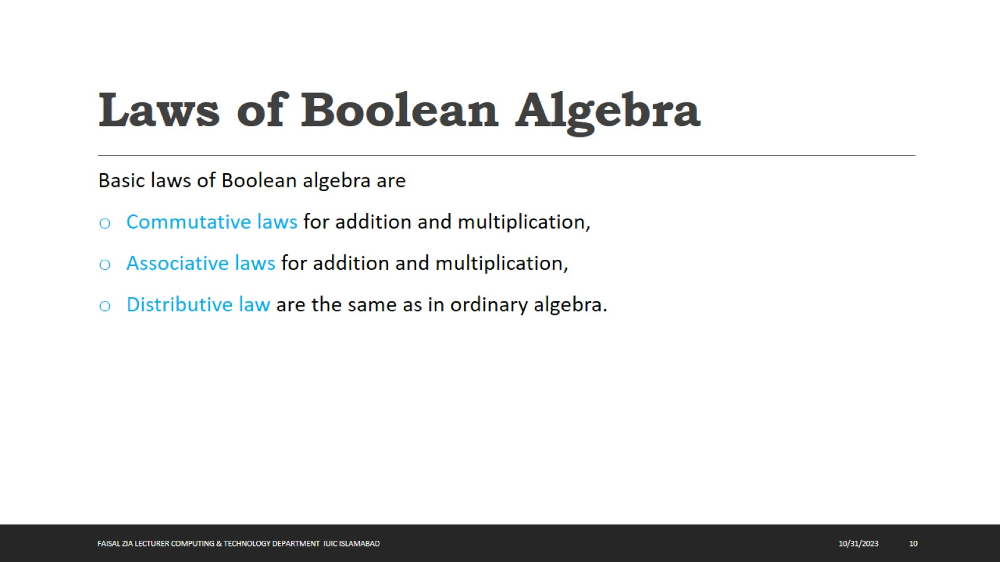 Laws of Boolean Algebra
Basic laws of Boolean algebra are
o Commutative laws for addition and multiplication,
o Associative laws for addition and multiplication,
o Distributive law are the same as in ordinary algebra.
FAISAL ZIA LECTURER COMPUTING & TECHNOLOGY DEPARTMENT IUIC ISLAMABAD 10/31/2023 10